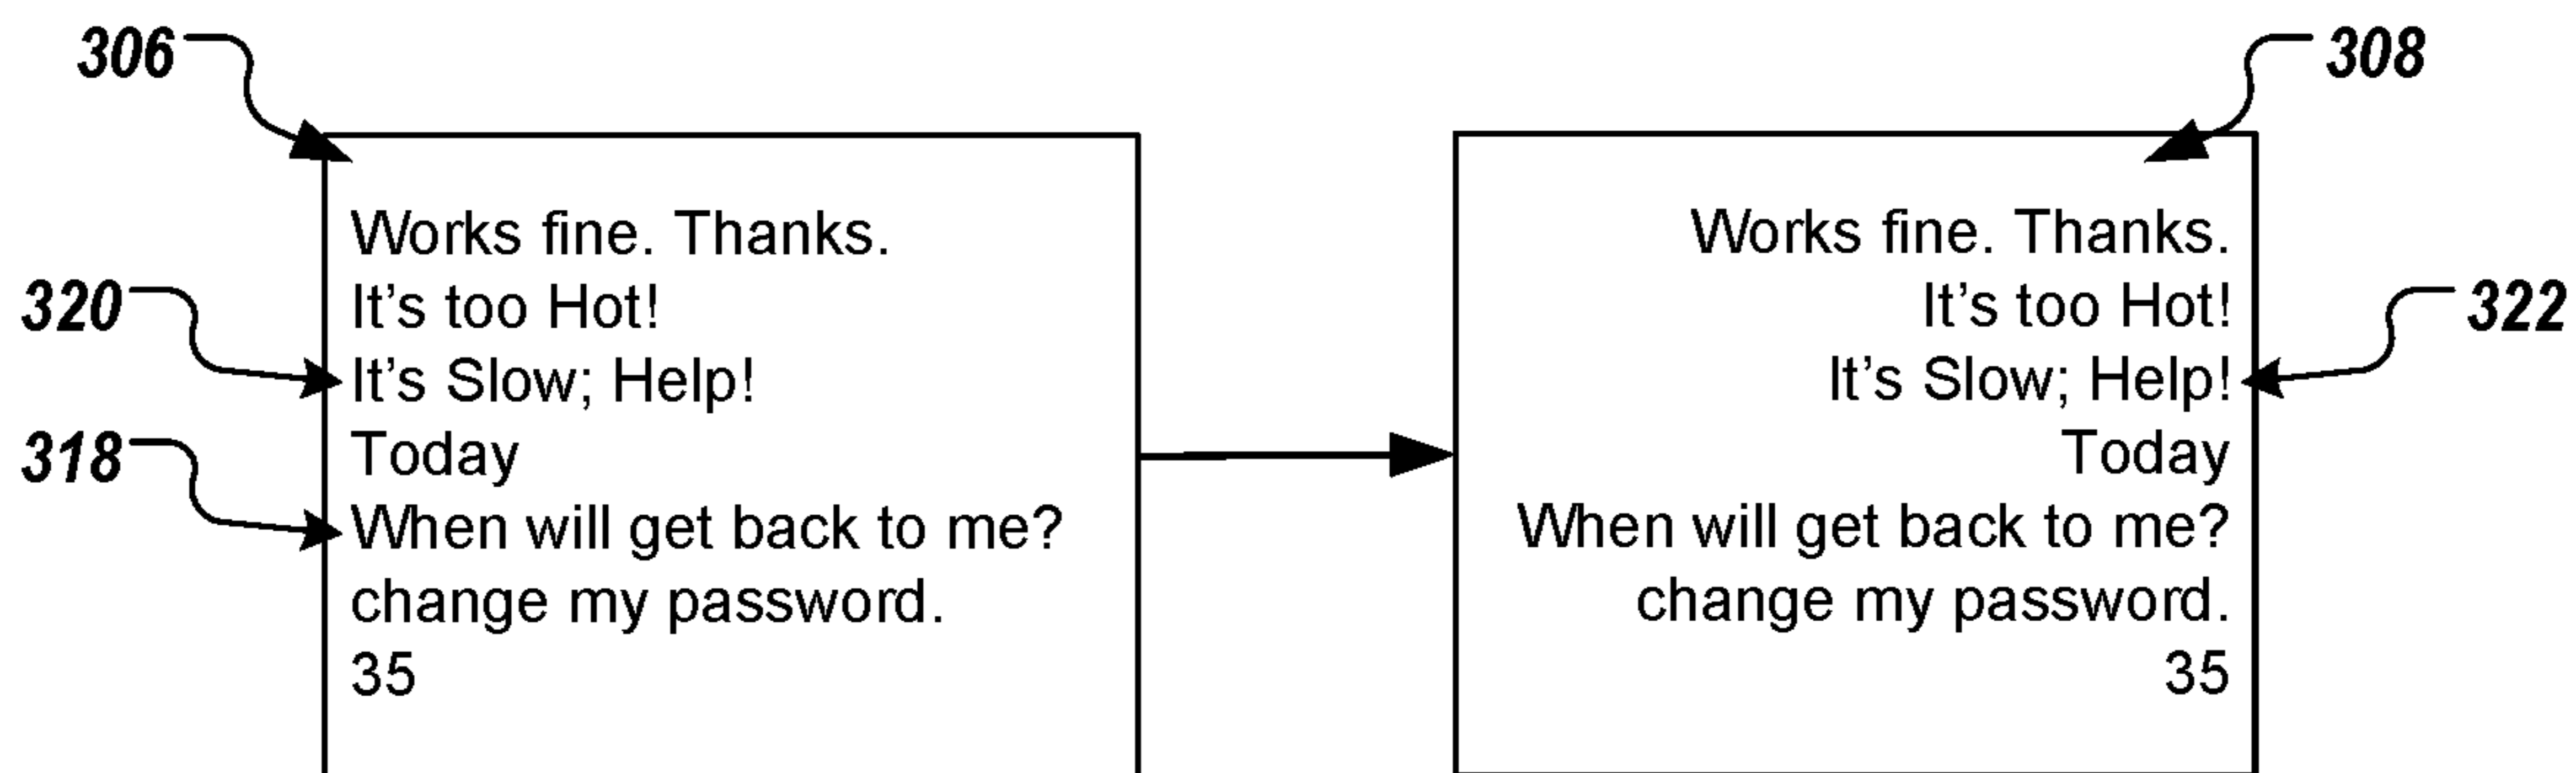 306
308
Works fine. Thanks.
It's too Hot!
It's Slow; Help!
Today
When will get back to me?
change my password.
35
320
318
Works fine. Thanks.
It's too Hot!
It's Slow; Help!
Today
When will get back to me?
change my password.
35
322